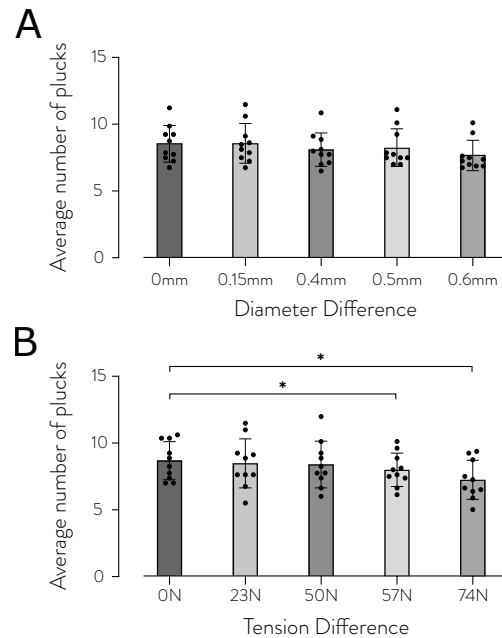 A
Average number of plucks
15
10
5
0
0mm 0.15mm 0.4mm 0.5mm 0.6mm
Diameter Difference
B
Average number of plucks
15
10
5
0
* 
*
0N 23N 50N 57N 74N
Tension Difference